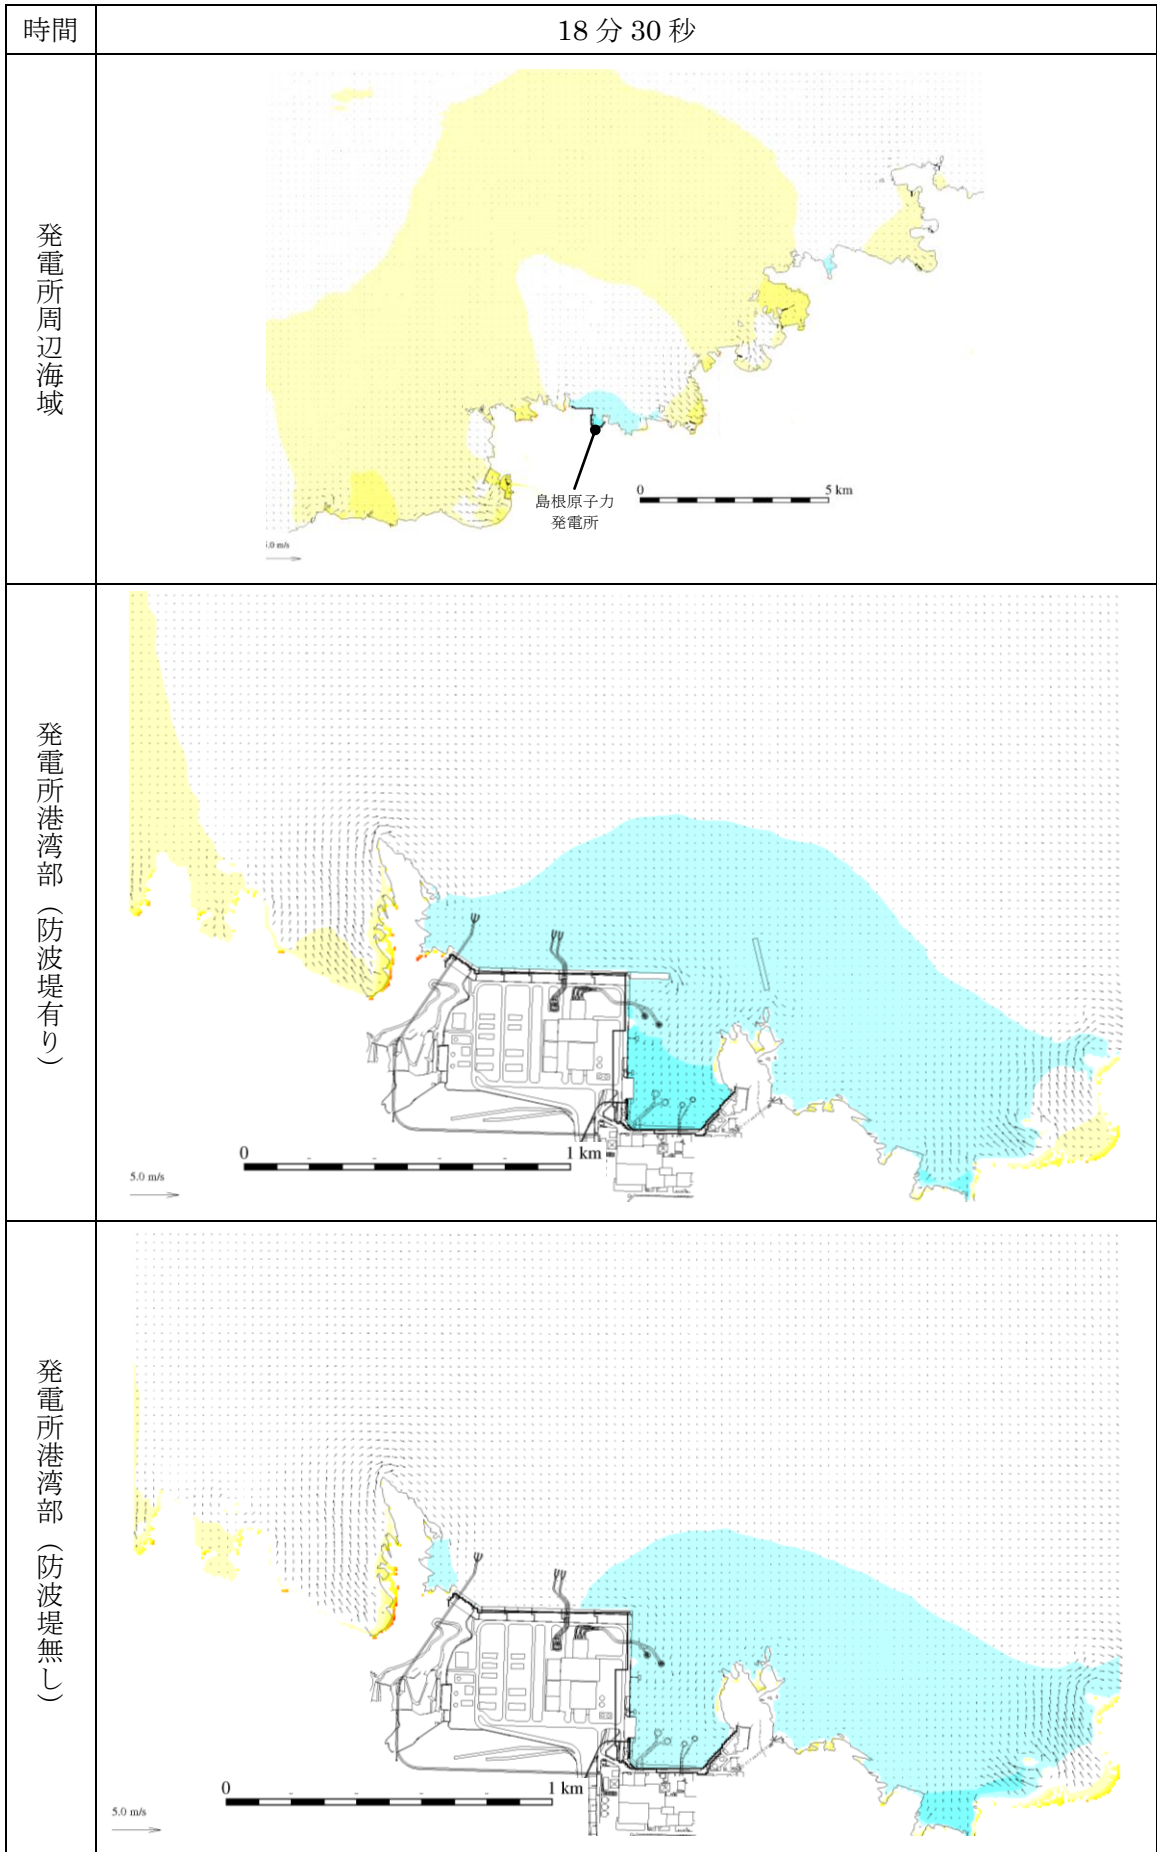 時間
18分30秒
発電所周辺海域
島根原子力
発電所
0
5 km
.0 m/s
発電所港湾部（防波堤有り）
0
1 km
5.0 m/s
発電所港湾部（防波堤無し）
0
1 km
5.0 m/s